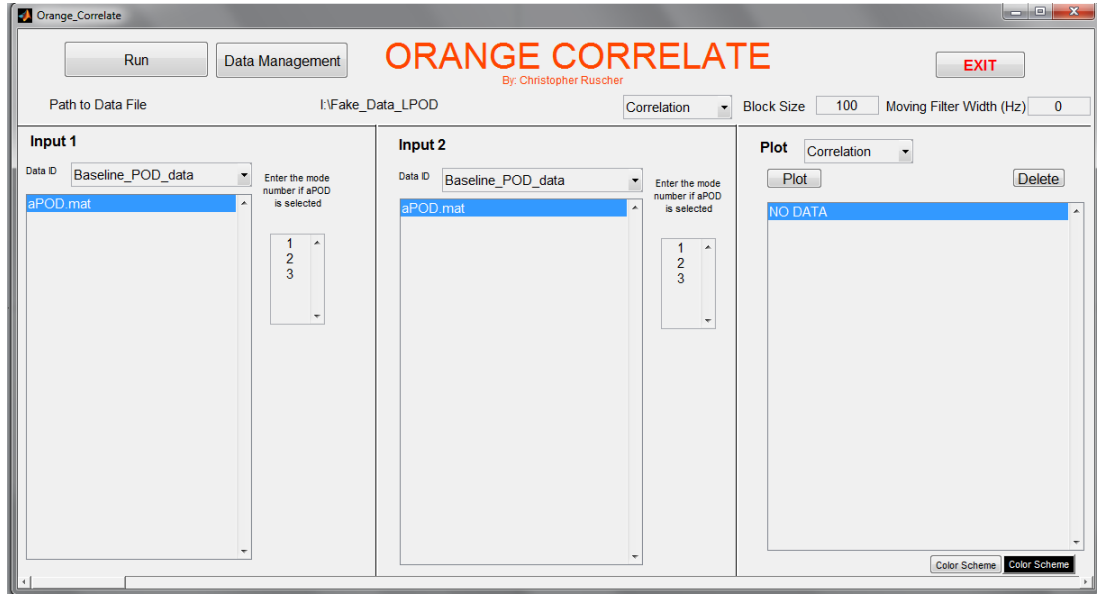 Orange_Correlate
Run
Data Management
ORANGE CORRELATE
By: Christopher Ruscher
EXIT
Path to Data File
I:\Fake_Data_LPOD
Correlation
Block Size
100
Moving Filter Width (Hz)
0
Input 1
Data ID
Baseline_POD_data
aPOD.mat
Enter the mode
number if aPOD
is selected
1
2
3
Input 2
Data ID
Baseline_POD_data
aPOD.mat
Enter the mode
number if aPOD
is selected
1
2
3
Plot
Correlation
Plot
Delete
NO DATA
Color Scheme
Color Scheme